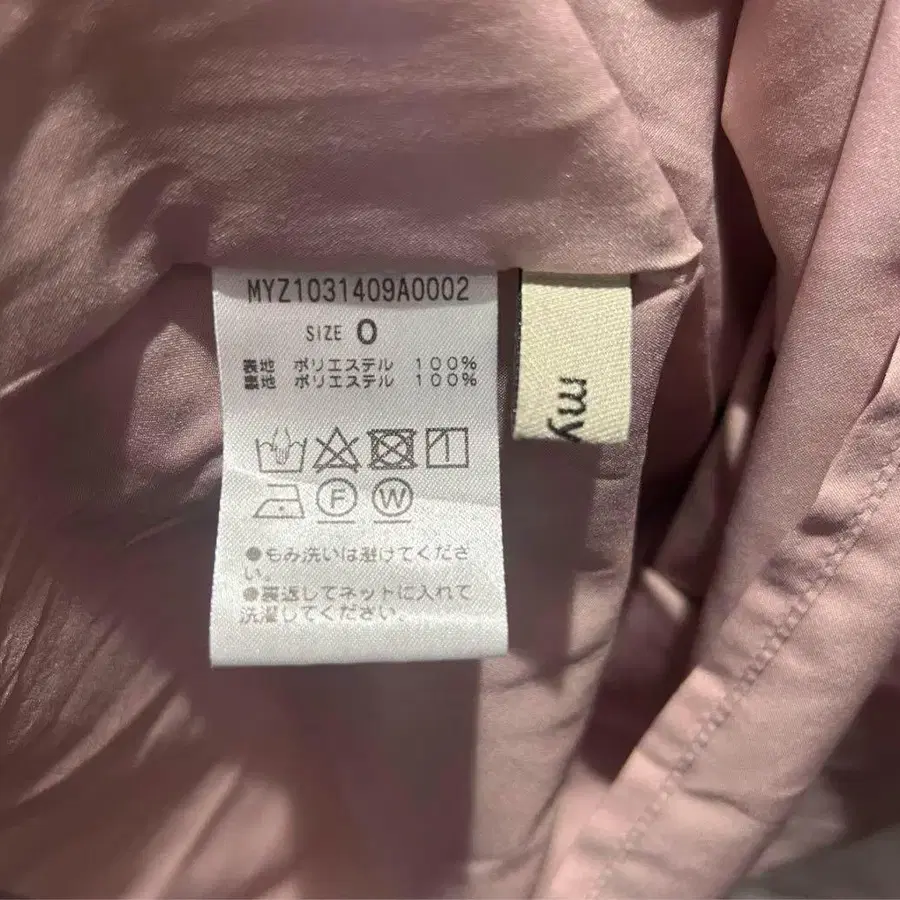 MYZ1031409A0002
SIZE 0
表地 ポリエステル 100%
裏地 ポリエステル 100%
1
F W
●もみ洗いは避けてくださ
い。
●裏返してネットに入れて
洗濯してください。
my